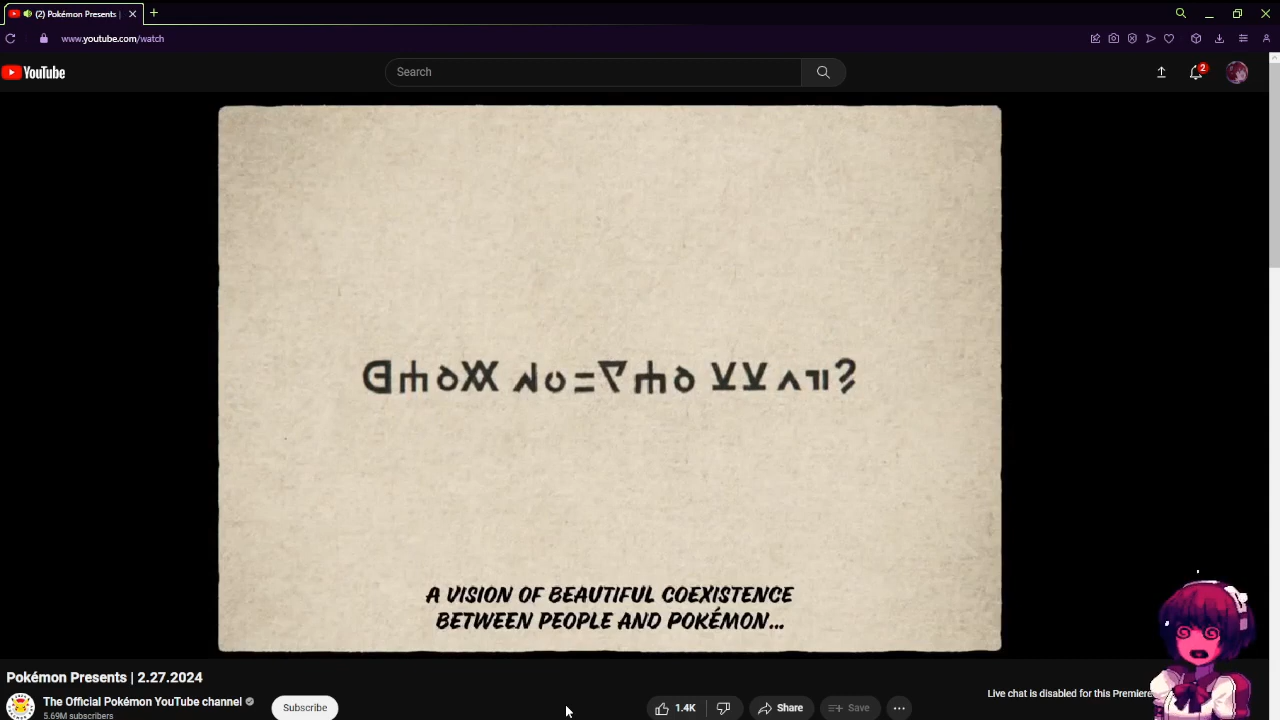 (2) Pokémon Presents |
www.youtube.com/watch
YouTube
Search
2
A VISION OF BEAUTIFUL COEXISTENCE
BETWEEN PEOPLE AND POKÉMON...
Pokémon Presents | 2.27.2024
The Official Pokémon YouTube channel
5.69M subscribers
Subscribe
1.4K
Share
Save
Live chat is disabled for this Premiere